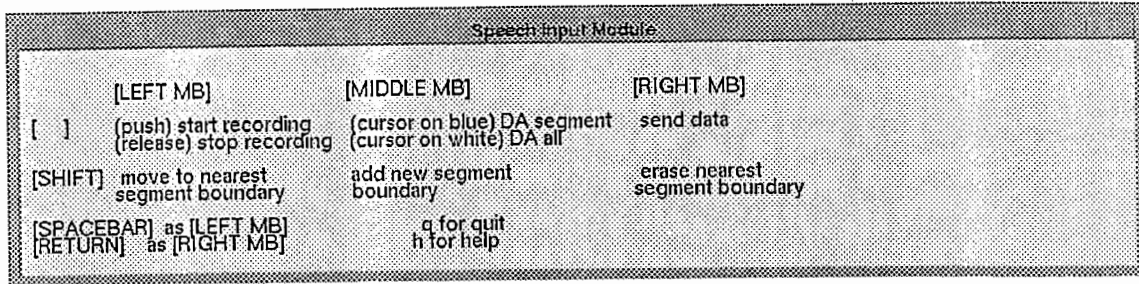 Speech Input Module
[LEFT MB] [MIDDLE MB] [RIGHT MB]
[ ] (push) start recording (cursor on blue) DA segment send data
(release) stop recording (cursor on white) DA all
[SHIFT] move to nearest add new segment erase nearest
segment boundary boundary segment boundary
[SPACEBAR] as [LEFT MB] q for quit
[RETURN] as [RIGHT MB] h for help